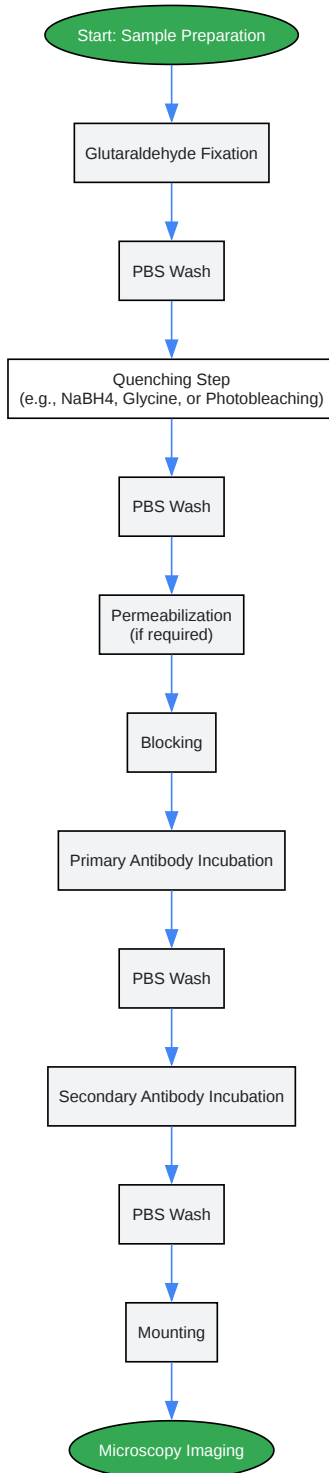 Start: Sample Preparation
Glutaraldehyde Fixation
PBS Wash
Quenching Step
(e.g., NaBH4, Glycine, or Photobleaching)
PBS Wash
Permeabilization
(if required)
Blocking
Primary Antibody Incubation
PBS Wash
Secondary Antibody Incubation
PBS Wash
Mounting
Microscopy Imaging